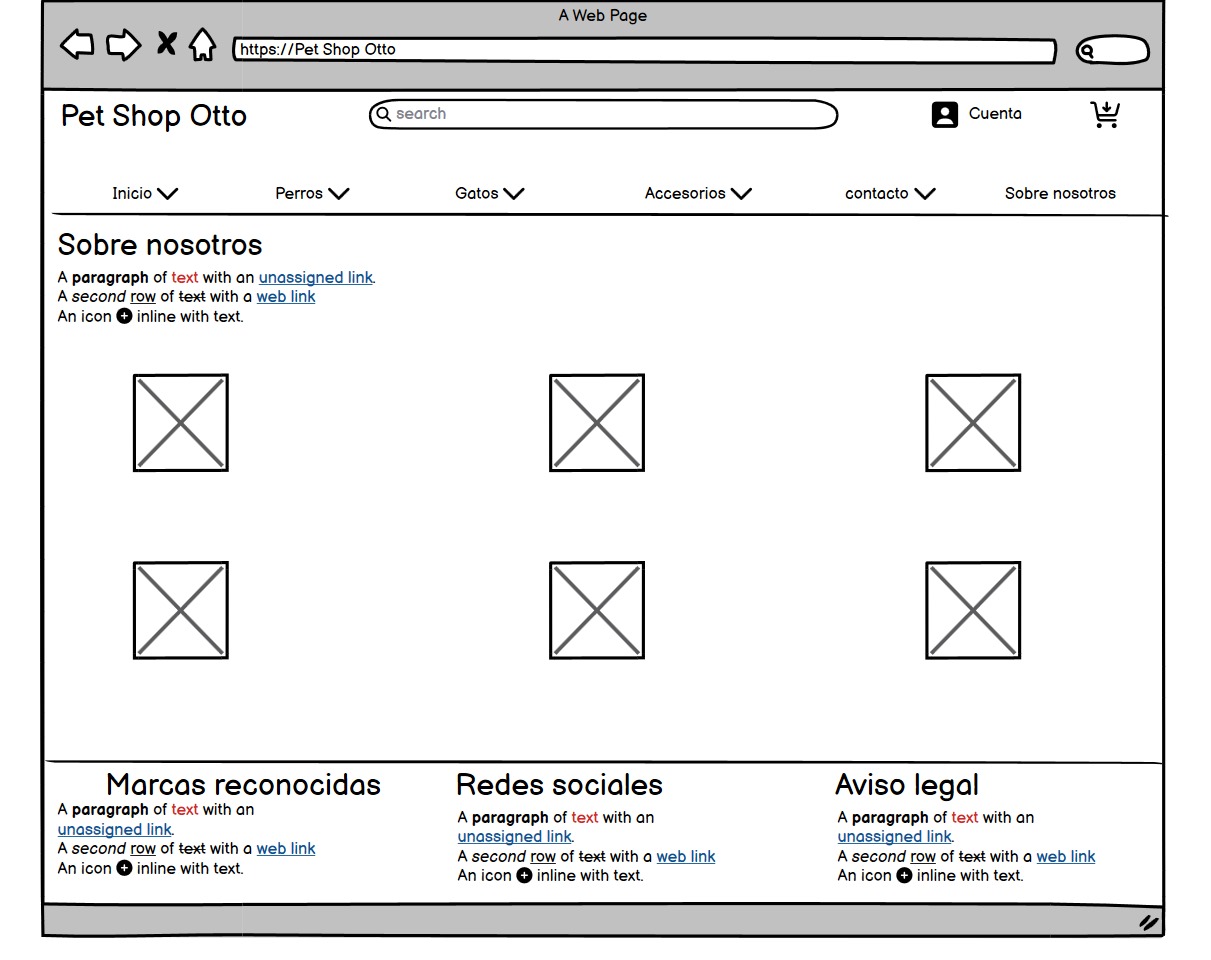 A Web Page
https://Pet Shop Otto
Pet Shop Otto
search
Cuenta
Inicio
Perros
Gatos
Accesorios
contacto
Sobre nosotros
Sobre nosotros
A paragraph of text with an unassigned link.
A second row of text with a web link
An icon inline with text.
Marcas reconocidas
A paragraph of text with an
unassigned link.
A second row of text with a web link
An icon inline with text.
Redes sociales
A paragraph of text with an
unassigned link.
A second row of text with a web link
An icon inline with text.
Aviso legal
A paragraph of text with an
unassigned link.
A second row of text with a web link
An icon inline with text.